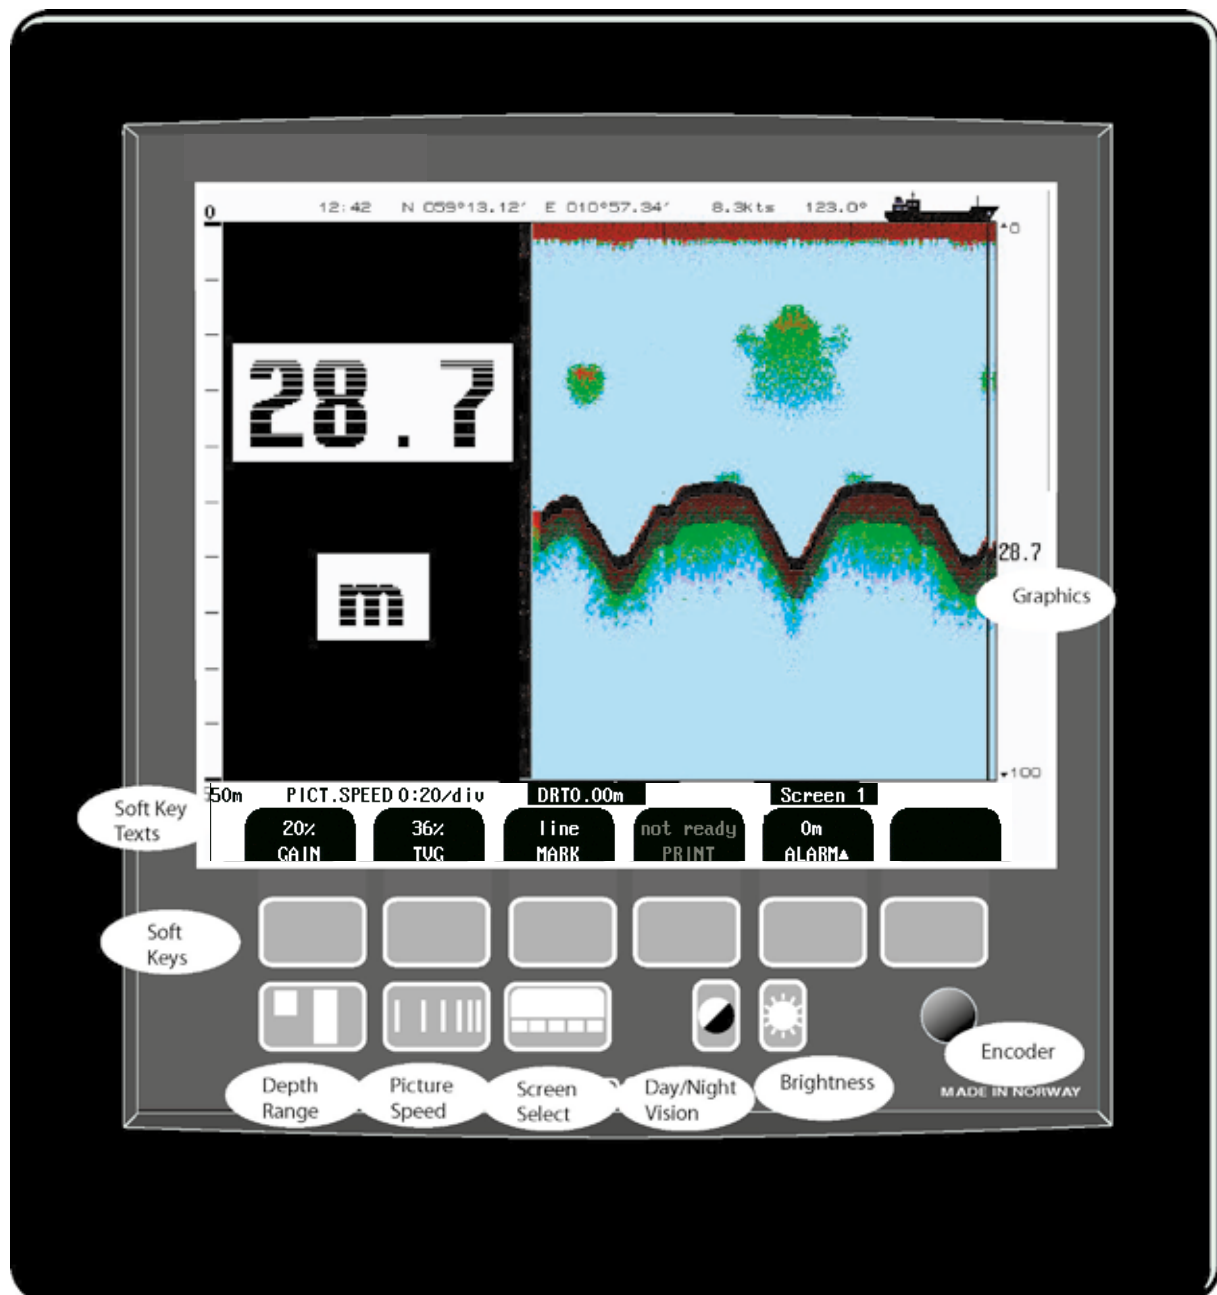 0 12:42 N 059°13.12' E 010°57.34' 8.3kts 123.0°
0
28.7
m
28.7
Graphics
100
50m PICT.SPEED 0:20/div DRTO.00m Screen 1
Soft Key
Texts
20% 36% line not ready 0m
GAIN TVG MARK PRINT ALARM▲
Soft
Keys
Encoder
Depth
Range
Picture
Speed
Screen
Select
Day/Night
Vision
Brightness
MADE IN NORWAY